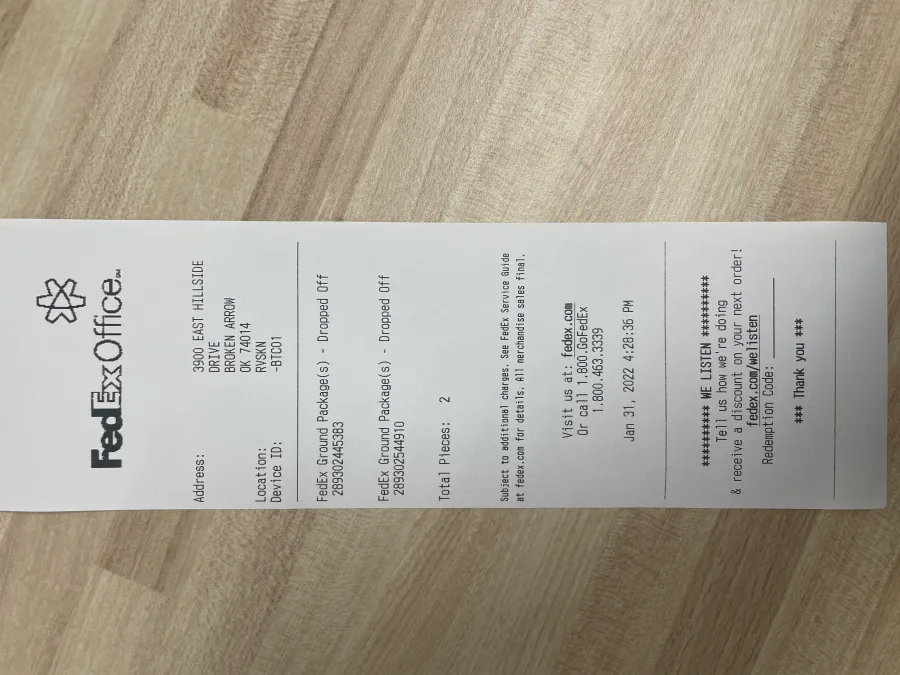 FedEx Office℠
Address: 3900 EAST HILLSIDE
DRIVE
BROKEN ARROW
OK 74014
Location: RVSKN
Device ID: -BTC01
FedEx Ground Package(s) - Dropped Off
289302445383
FedEx Ground Package(s) - Dropped Off
289302544910
Total Pieces: 2
Subject to additional charges. See FedEx Service Guide
at fedex.com for details. All merchandise sales final.
Visit us at: fedex.com
Or call 1.800.GoFedEx
1.800.463.3339
Jan 31, 2022 4:28:36 PM
********** WE LISTEN **********
Tell us how we're doing
& receive a discount on your next order!
fedex.com/welisten
Redemption Code: ________
*** Thank you ***